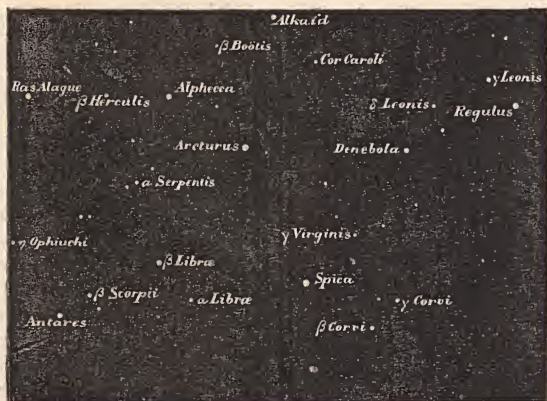 Alkaid
β Boötis
Cor Caroli
γ Leonis
Ras Alague
β Herculis
Alphecca
δ Leonis
Regulus
Arcturus
Denebola
α Serpentis
η Ophiuchi
γ Virginis
β Libræ
Spica
β Scorpii
α Libræ
γ Corvi
Antares
β Corvi